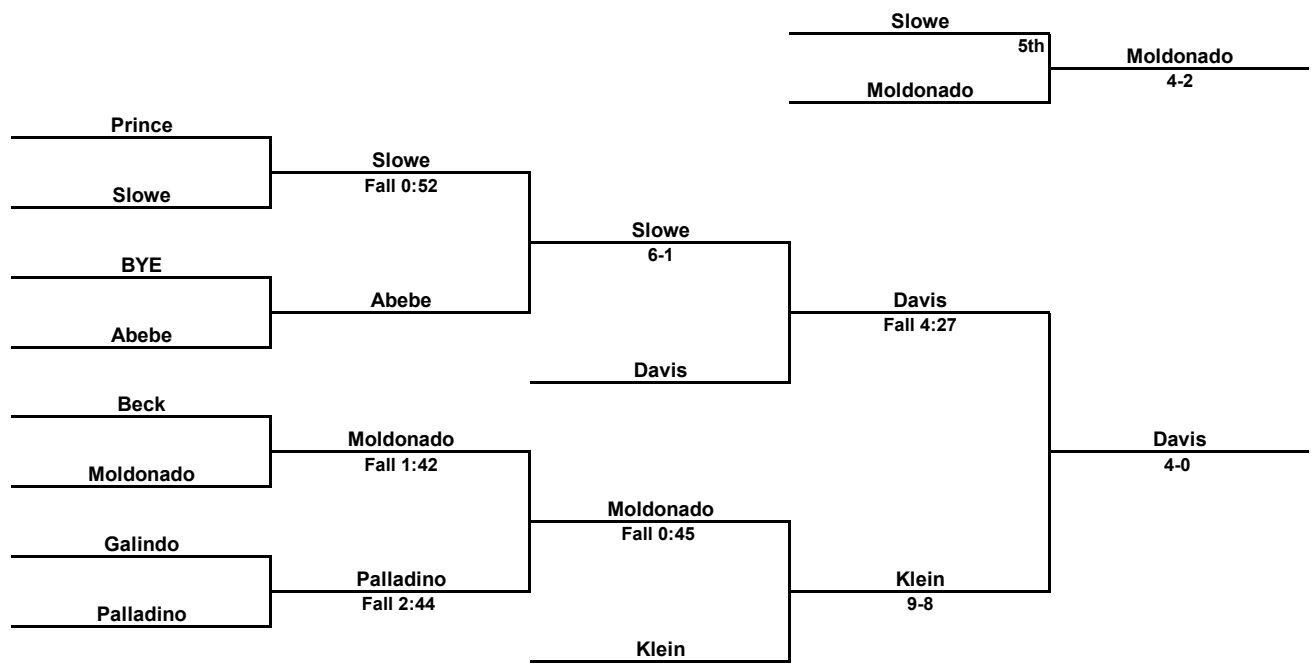 Slowe
5th
Moldonado
4-2
Moldonado
Prince
Slowe
Fall 0:52
Slowe
Slowe
6-1
BYE
Abebe
Abebe
Davis
Fall 4:27
Davis
Beck
Moldonado
Fall 1:42
Moldonado
Davis
4-0
Moldonado
Fall 0:45
Galindo
Palladino
Fall 2:44
Palladino
Klein
9-8
Klein